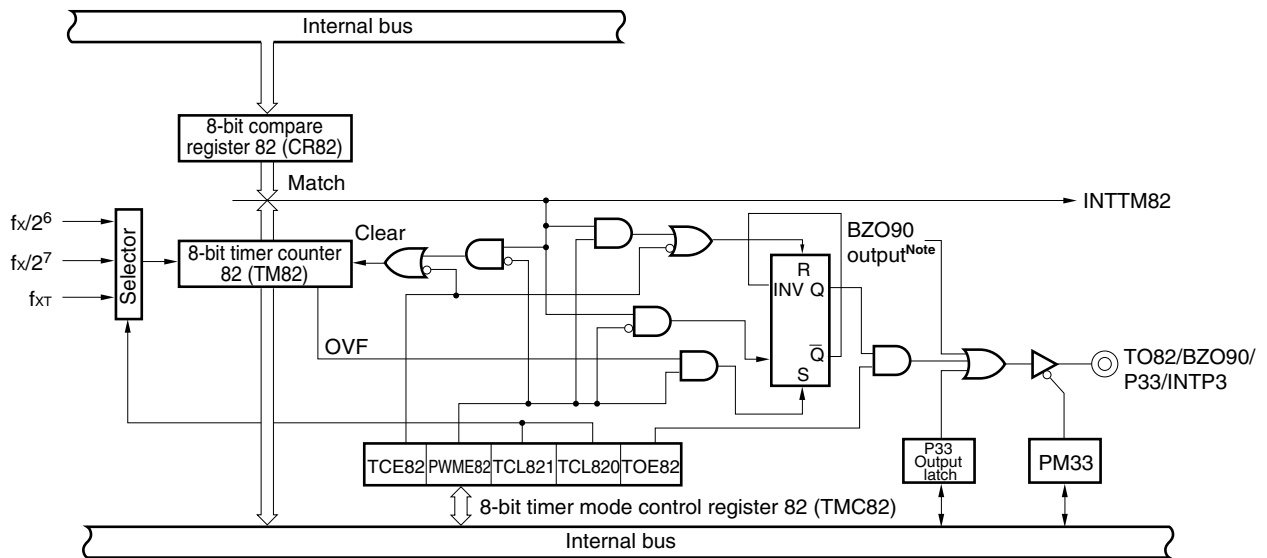 Internal bus
8-bit compare
register 82 (CR82)
Match
INTTM82
fX/2^6
fX/2^7
fXT
Selector
8-bit timer counter
82 (TM82)
Clear
OVF
R
INV Q
Q̅
S
BZO90
output^Note
TO82/BZO90/
P33/INTP3
TCE82 PWME82 TCL821 TCL820 TOE82
P33
Output
latch
PM33
8-bit timer mode control register 82 (TMC82)
Internal bus